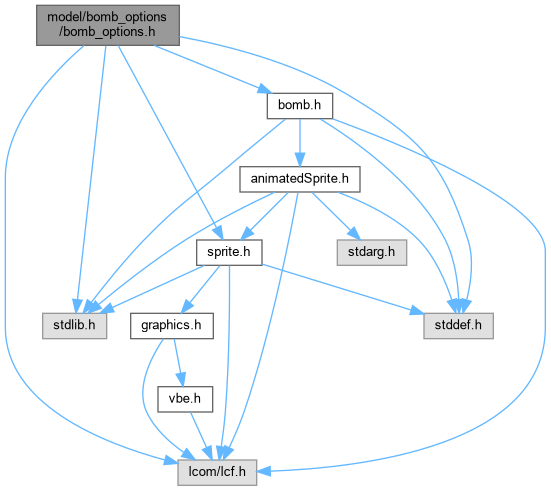 model/bomb_options
/bomb_options.h
bomb.h
animatedSprite.h
sprite.h
stdarg.h
stdlib.h
graphics.h
stddef.h
vbe.h
lcom/lcf.h